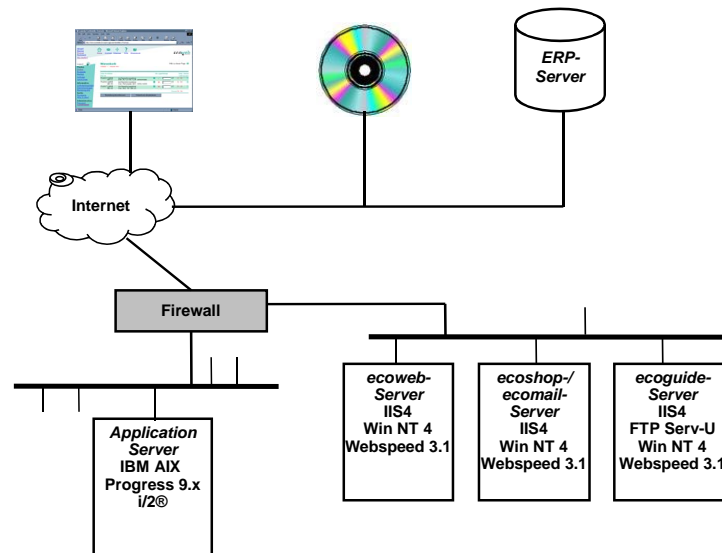 ERP-
Server
Internet
Firewall
ecoweb-
Server
IIS4
Win NT 4
Webspeed 3.1
ecoshop-/
ecomail-
Server
IIS4
Win NT 4
Webspeed 3.1
ecoguide-
Server
IIS4
FTP Serv-U
Win NT 4
Webspeed 3.1
Application
Server
IBM AIX
Progress 9.x
i/2®